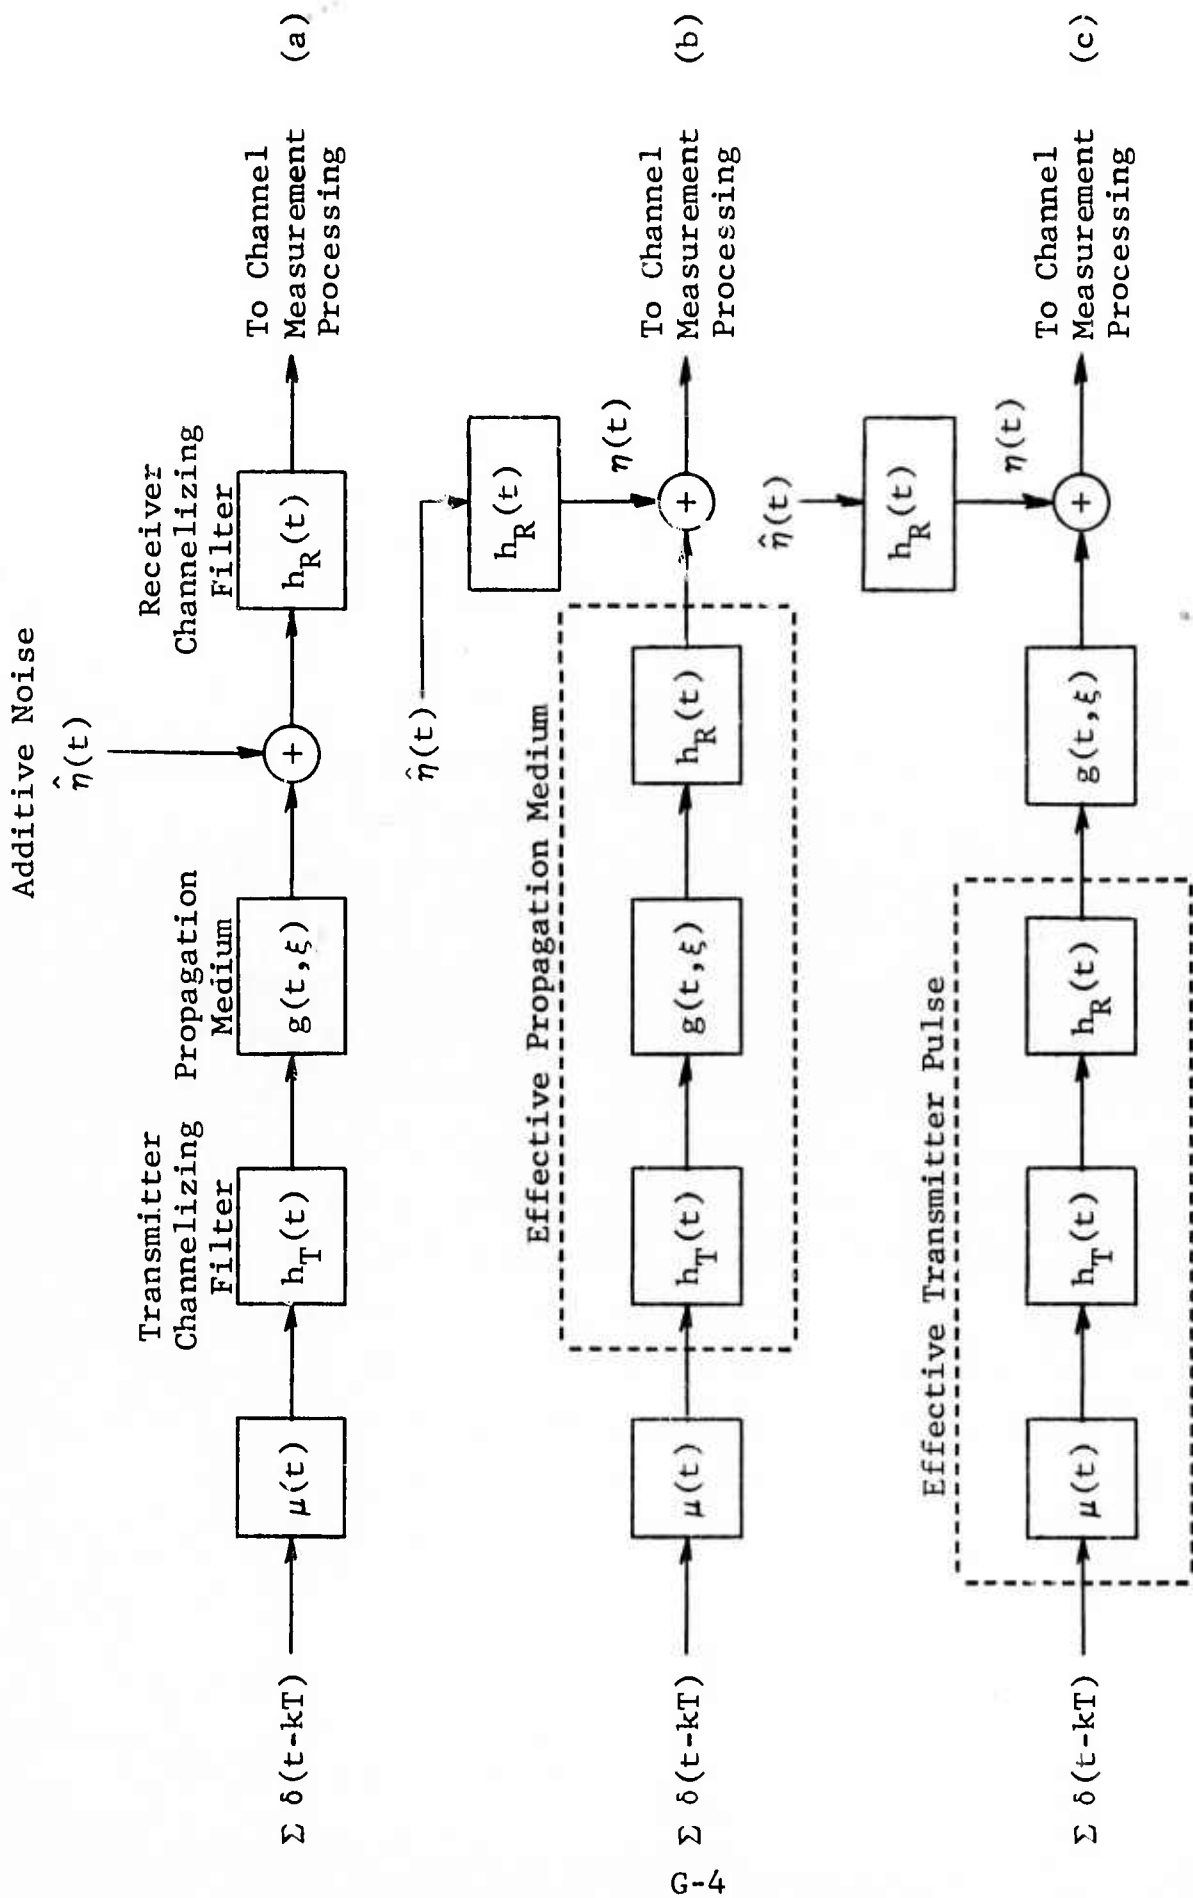 Additive Noise
η̂(t)
Transmitter
Channelizing
Filter
Propagation
Medium
Receiver
Channelizing
Filter
Σ δ(t-kT)
μ(t)
h_T(t)
g(t,ξ)
+
h_R(t)
To Channel
Measurement
Processing
(a)
η̂(t)
h_R(t)
η(t)
Effective Propagation Medium
Σ δ(t-kT)
μ(t)
h_T(t)
g(t,ξ)
h_R(t)
+
To Channel
Measurement
Processing
(b)
η̂(t)
h_R(t)
η(t)
Effective Transmitter Pulse
Σ δ(t-kT)
μ(t)
h_T(t)
h_R(t)
g(t,ξ)
+
To Channel
Measurement
Processing
(c)
G-4